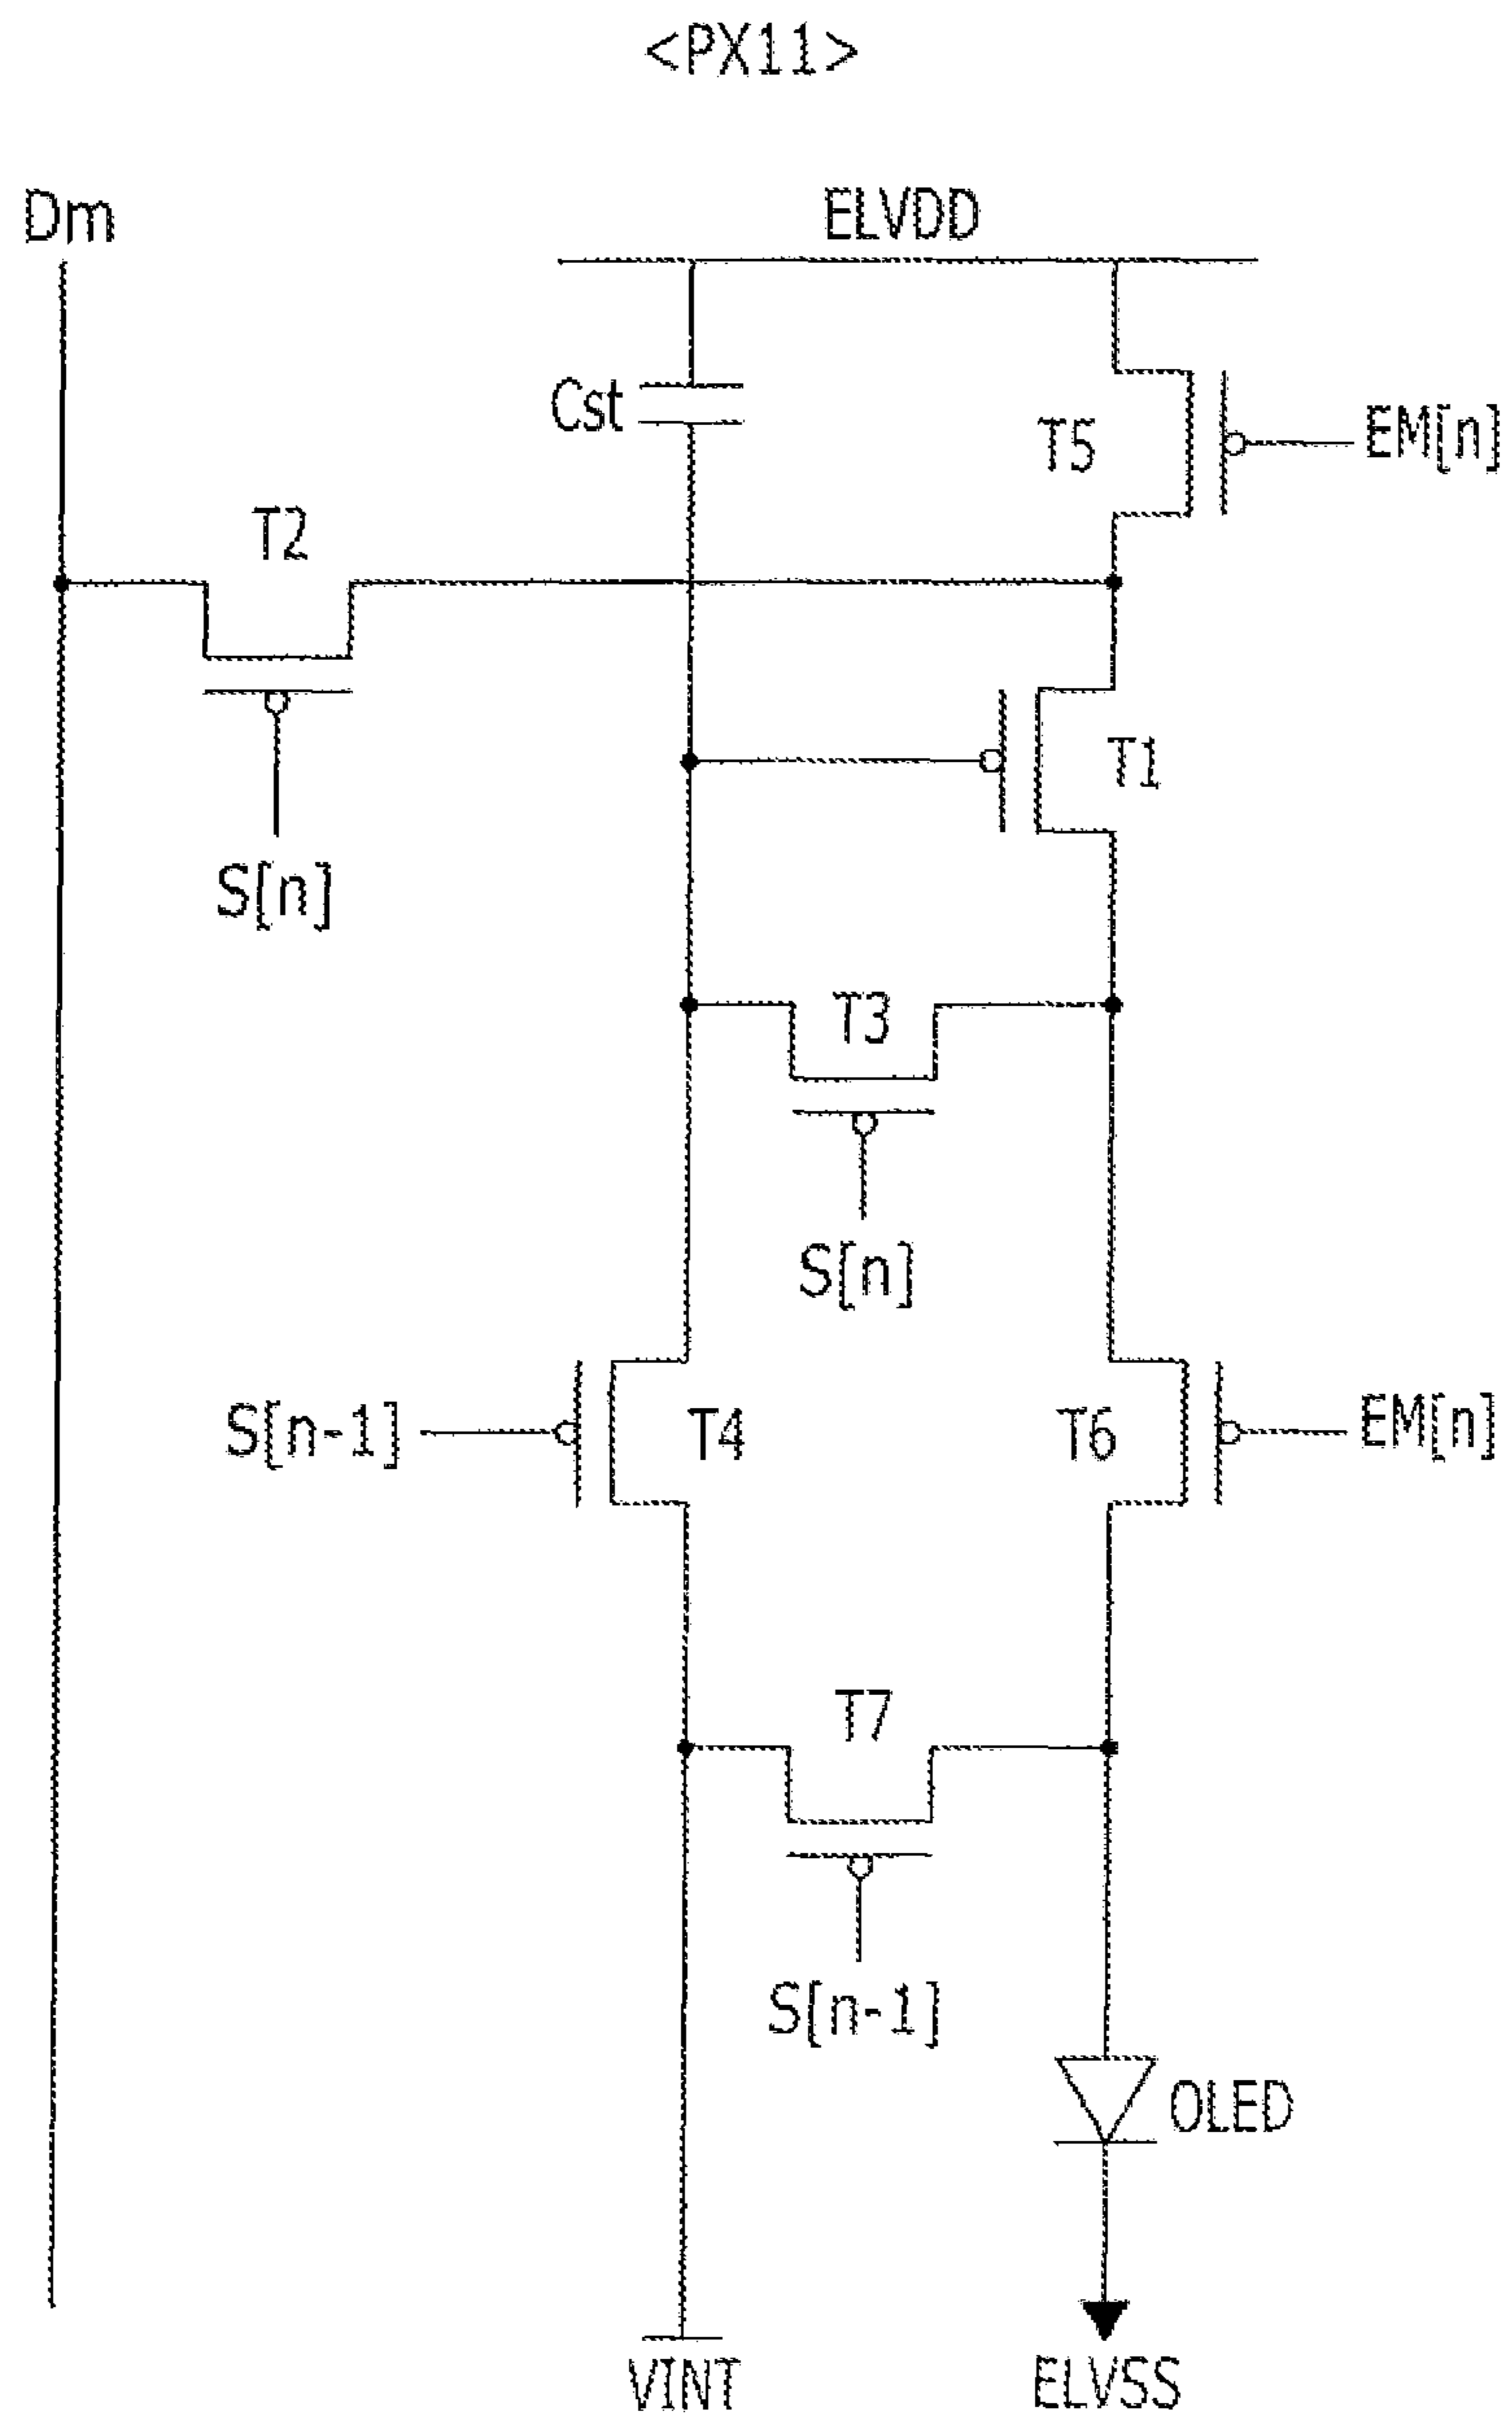 <PX11>
Dm
ELVDD
Cst
T5
EM[n]
T2
T1
S[n]
T3
S[n]
S[n-1]
T4
T6
EM[n]
T7
S[n-1]
OLED
VINT
ELVSS